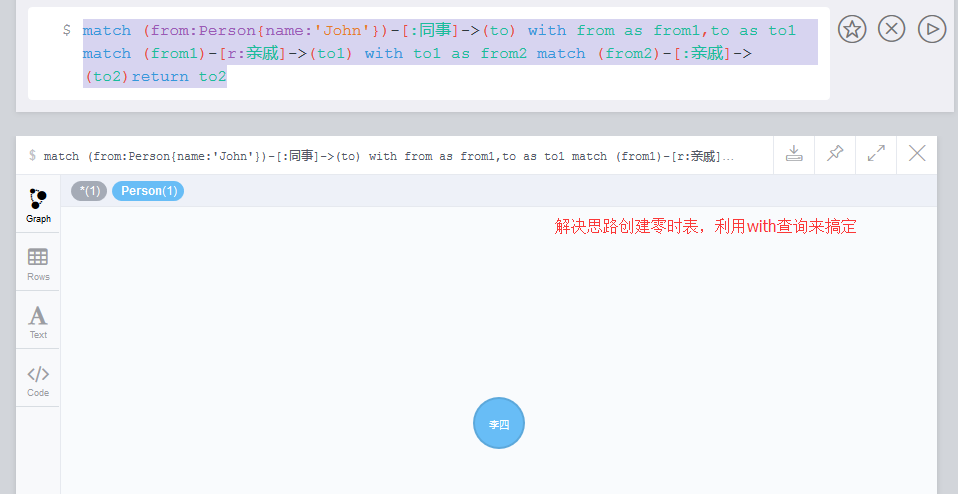 $ match (from:Person{name:'John'})-[:同事]->(to) with from as from1,to as to1
match (from1)-[r:亲戚]->(to1) with to1 as from2 match (from2)-[:亲戚]->
(to2)return to2
$ match (from:Person{name:'John'})-[:同事]->(to) with from as from1,to as to1 match (from1)-[r:亲戚]...
*(1) Person(1)
Graph
解决思路创建零时表，利用with查询来搞定
Rows
Text
Code
李四